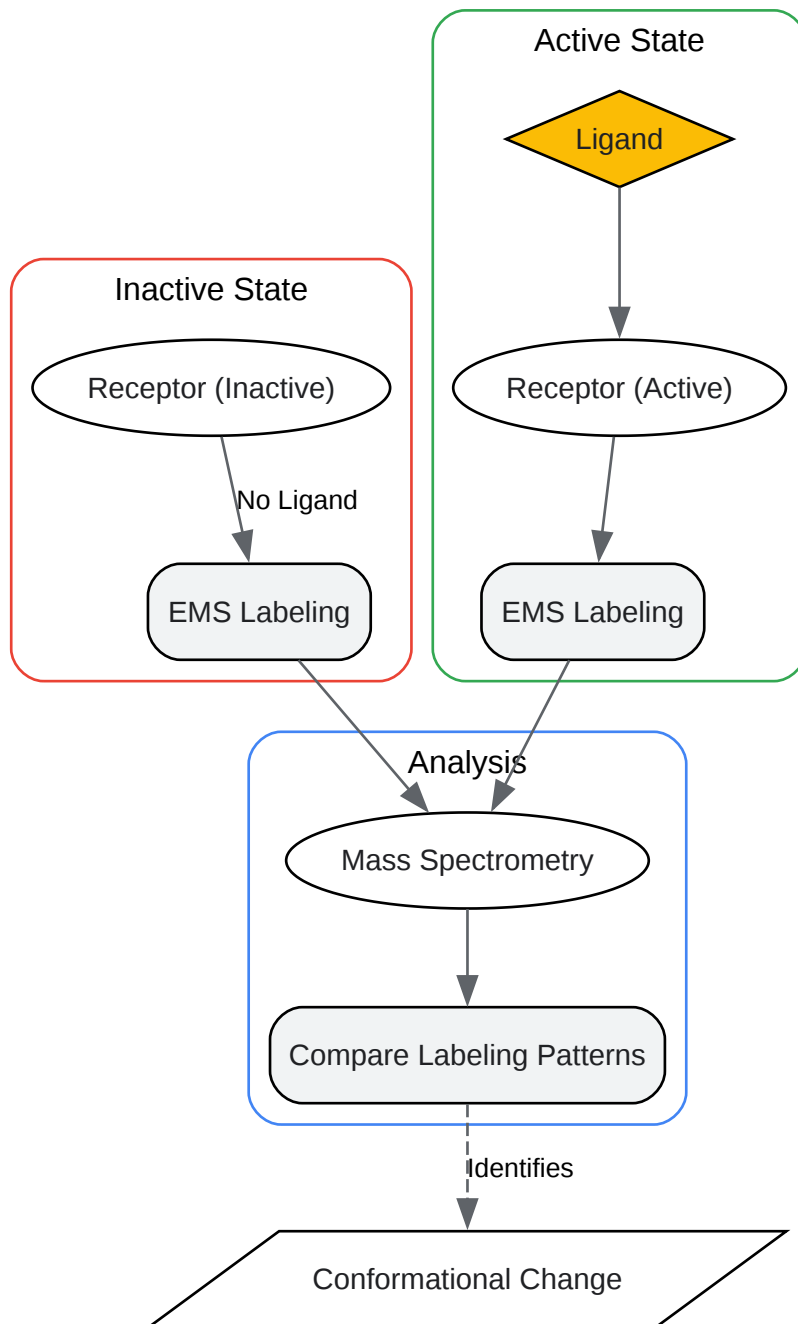 Active State
Ligand
Inactive State
Receptor (Inactive)
Receptor (Active)
No Ligand
EMS Labeling
EMS Labeling
Analysis
Mass Spectrometry
Compare Labeling Patterns
Identifies
Conformational Change